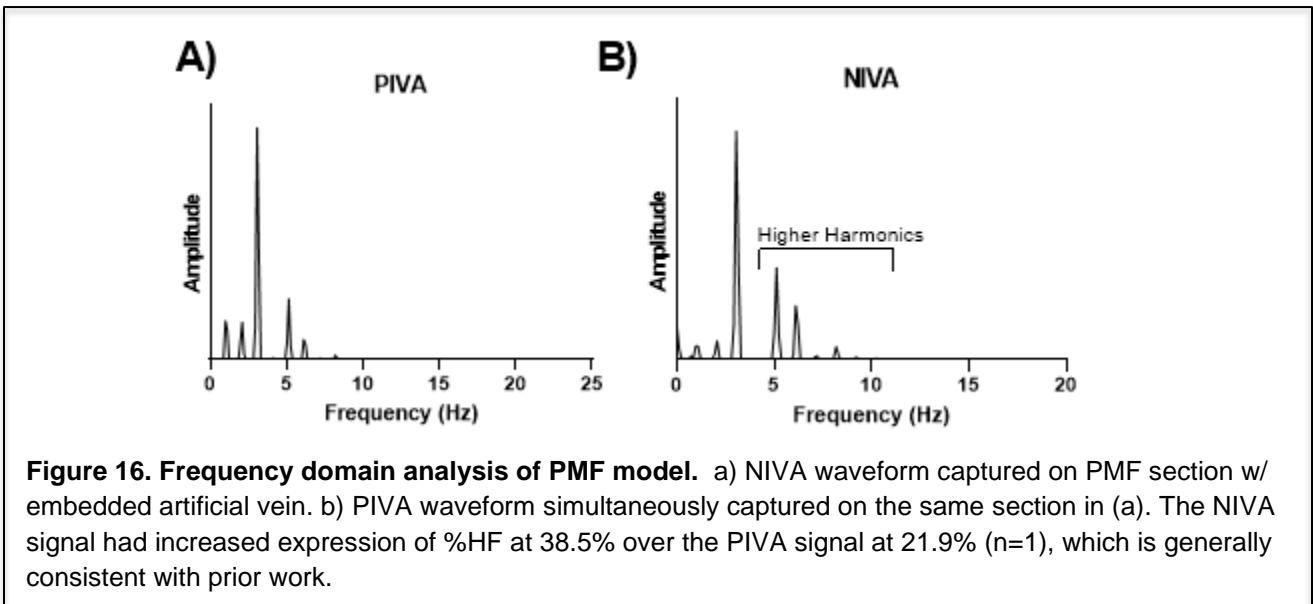 A)
PIVA
Amplitude
0 5 10 15 20 25
Frequency (Hz)
B)
NIVA
Higher Harmonics
Amplitude
0 5 10 15 20
Frequency (Hz)
Figure 16. Frequency domain analysis of PMF model. a) NIVA waveform captured on PMF section w/
embedded artificial vein. b) PIVA waveform simultaneously captured on the same section in (a). The NIVA
signal had increased expression of %HF at 38.5% over the PIVA signal at 21.9% (n=1), which is generally
consistent with prior work.